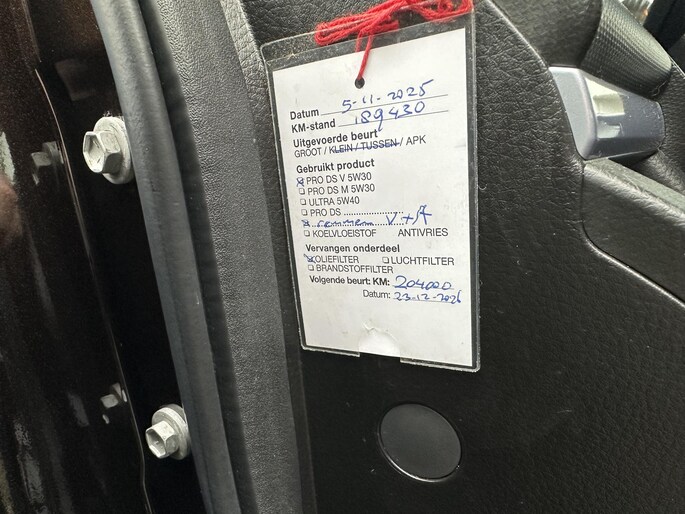 Datum 5-11-2025
KM-stand 189430
Uitgevoerde beurt
GROOT / KLEIN / TUSSEN / APK
Gebruikt product
PRO DS V 5W30
PRO DS M 5W30
ULTRA 5W40
PRO DS ....................
remmen V+A
KOELVLOEISTOF ANTIVRIES
Vervangen onderdeel
OLIEFILTER LUCHTFILTER
BRANDSTOFFILTER
Volgende beurt: KM: 204000
Datum: 23-12-2026